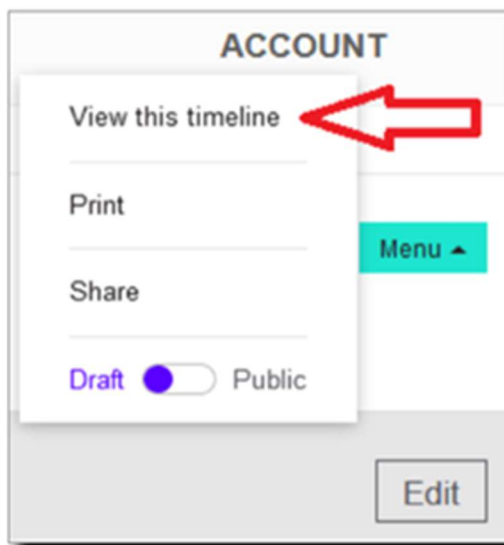 ACCOUNT
View this timeline
Print
Menu
Share
Draft Public
Edit